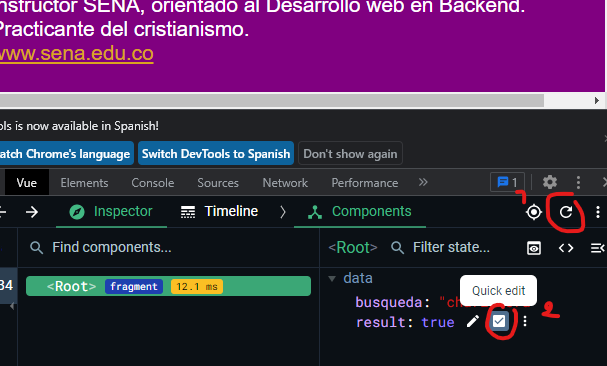 nstructor SENA, orientado al Desarrollo web en Backend.
Practicante del cristianismo.
www.sena.edu.co
ols is now available in Spanish!
atch Chrome's language Switch DevTools to Spanish Don't show again
Vue Elements Console Sources Network Performance » 1
Inspector Timeline Components 1
Find components... <Root> Filter state...
34 <Root> fragment 12.1 ms data
Quick edit
busqueda: "ch
result: true 2